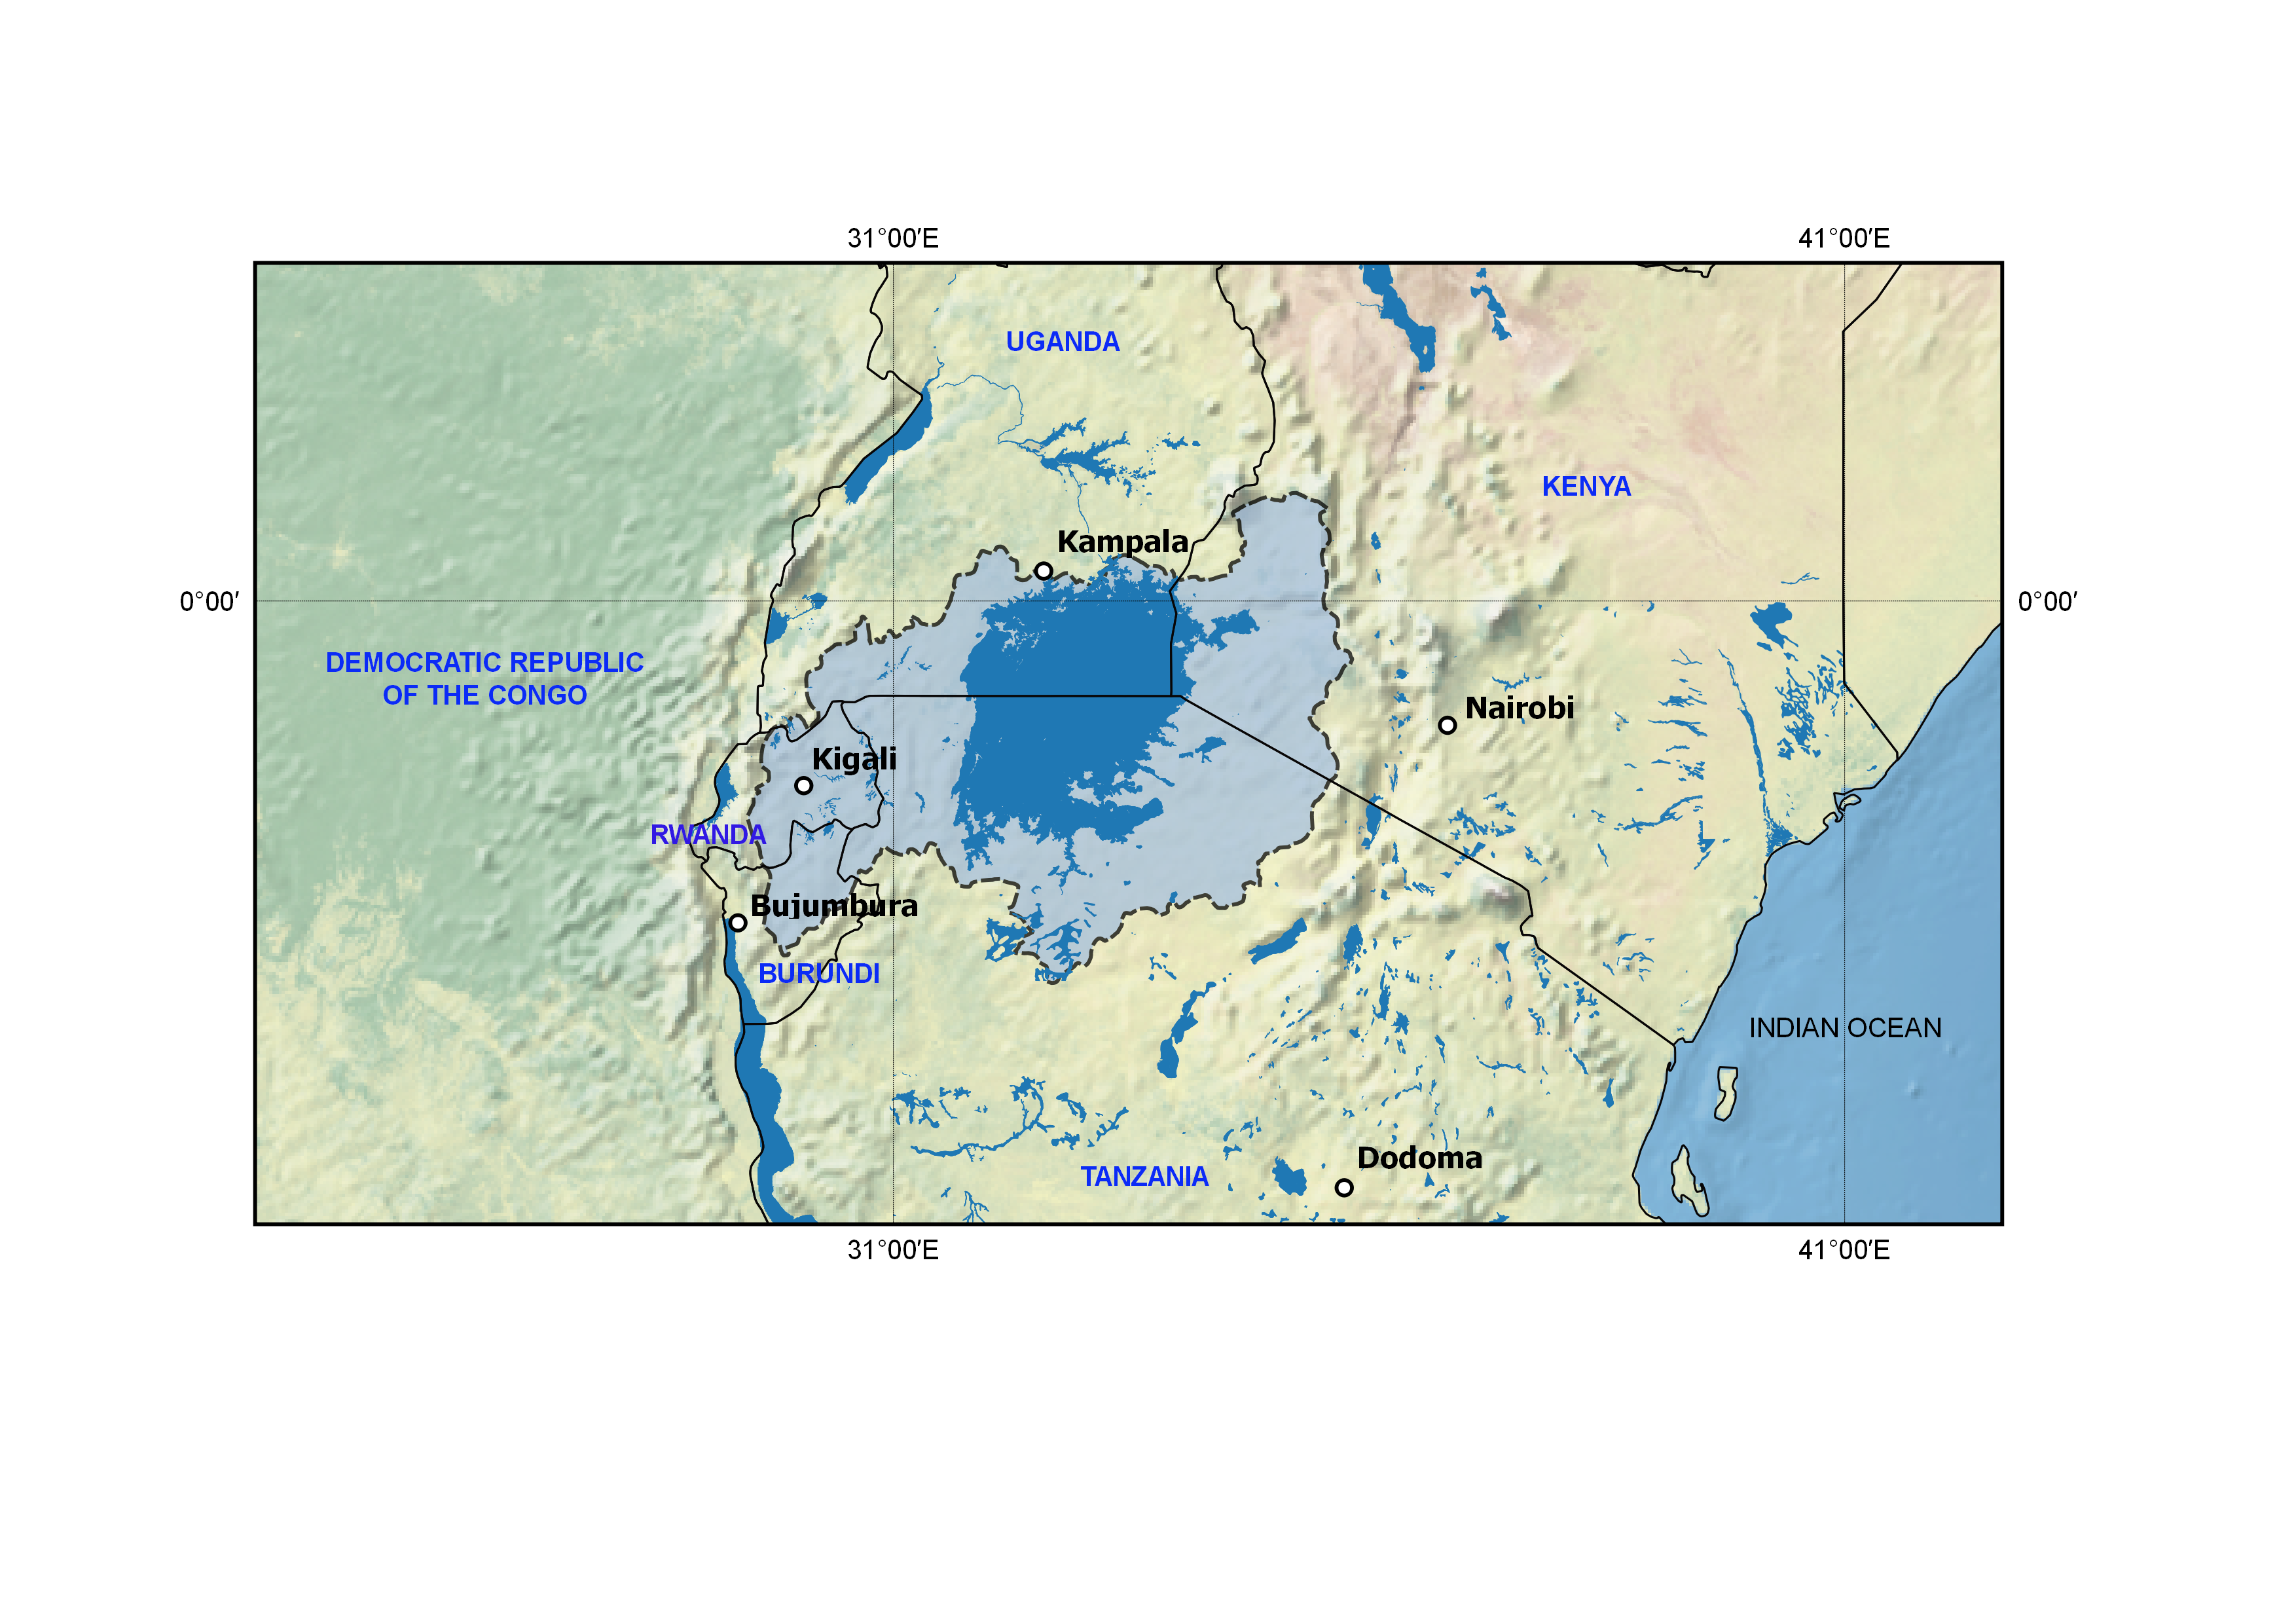 31°00′E
41°00′E
UGANDA
KENYA
Kampala
0°00′
0°00′
DEMOCRATIC REPUBLIC
OF THE CONGO
Nairobi
Kigali
RWANDA
Bujumbura
BURUNDI
INDIAN OCEAN
Dodoma
TANZANIA
31°00′E
41°00′E